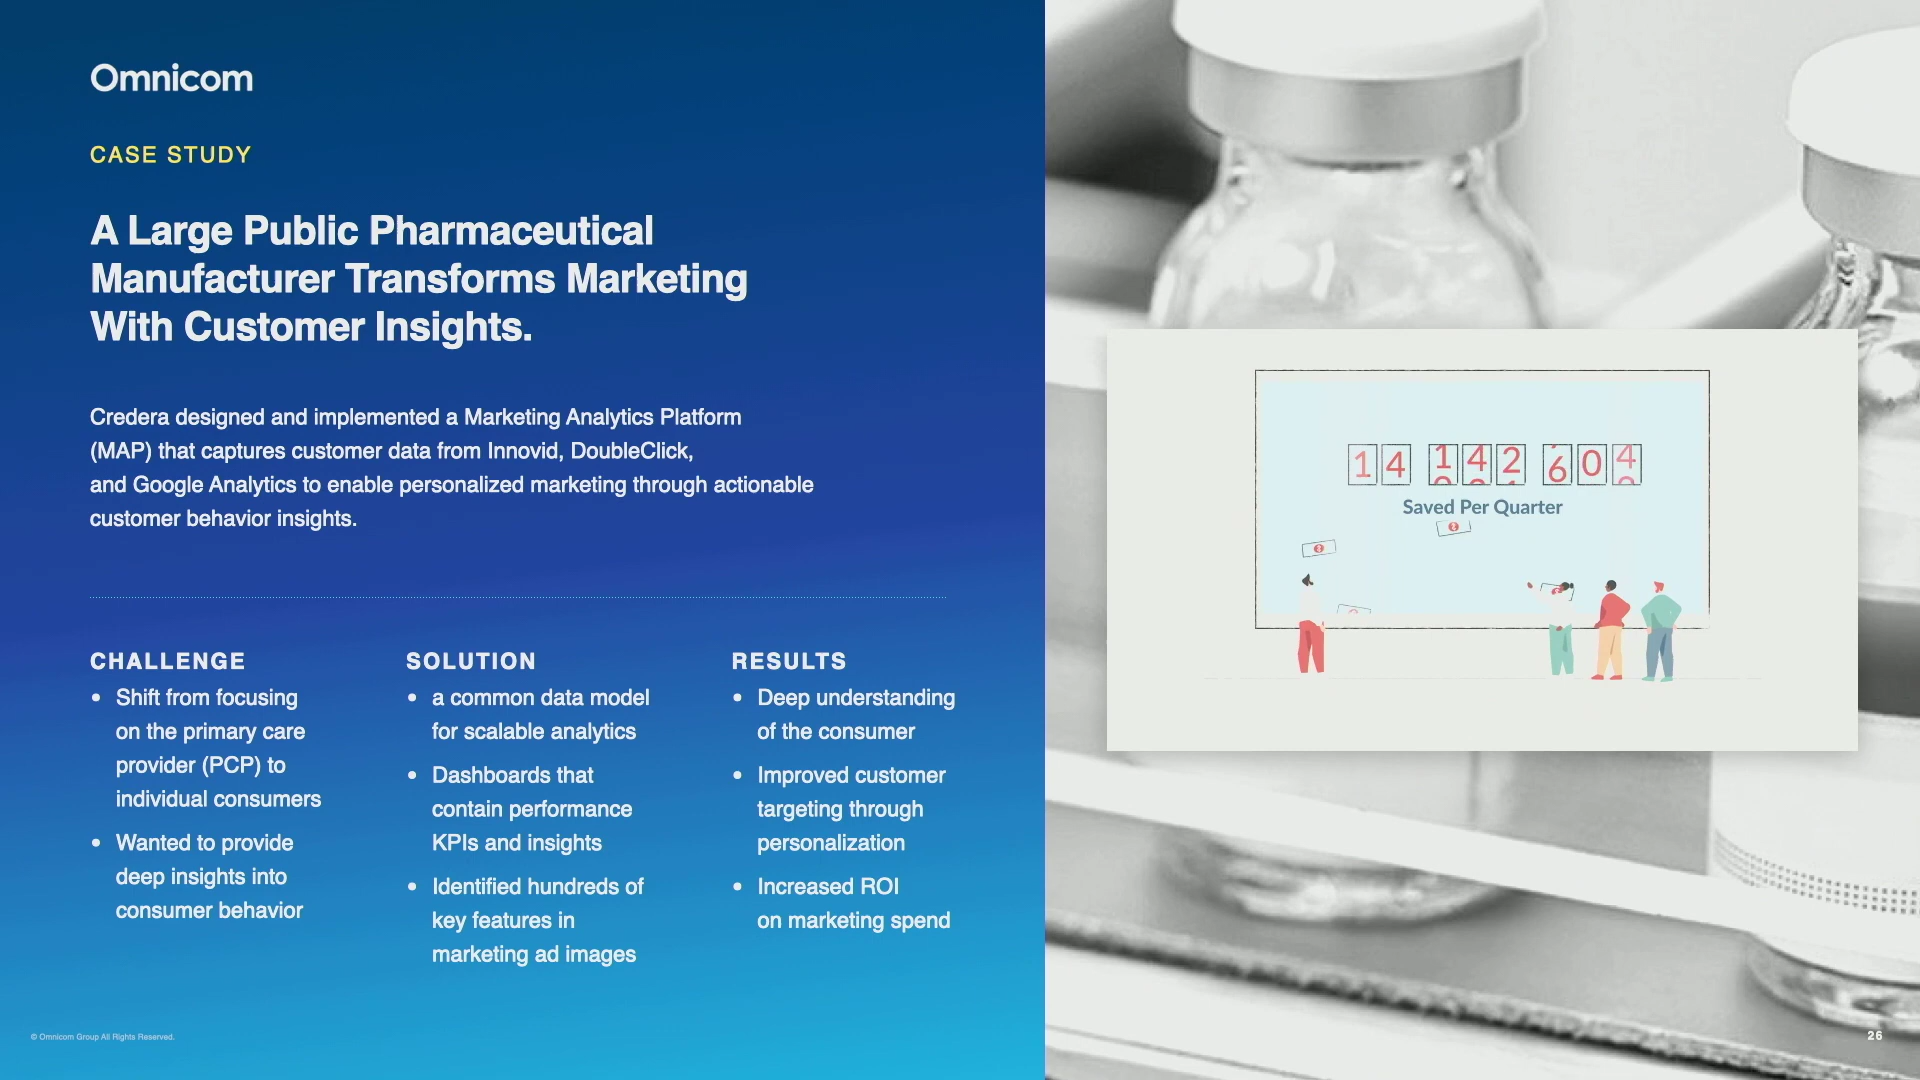 Omnicom
CASE STUDY
A Large Public Pharmaceutical
Manufacturer Transforms Marketing
With Customer Insights.
Credera designed and implemented a Marketing Analytics Platform
(MAP) that captures customer data from Innovid, DoubleClick,
and Google Analytics to enable personalized marketing through actionable
customer behavior insights.
CHALLENGE
• Shift from focusing
on the primary care
provider (PCP) to
individual consumers
• Wanted to provide
deep insights into
consumer behavior
SOLUTION
• a common data model
for scalable analytics
• Dashboards that
contain performance
KPIs and insights
• Identified hundreds of
key features in
marketing ad images
RESULTS
• Deep understanding
of the consumer
• Improved customer
targeting through
personalization
• Increased ROI
on marketing spend
14 142 604
Saved Per Quarter
© Omnicom Group All Rights Reserved.
26